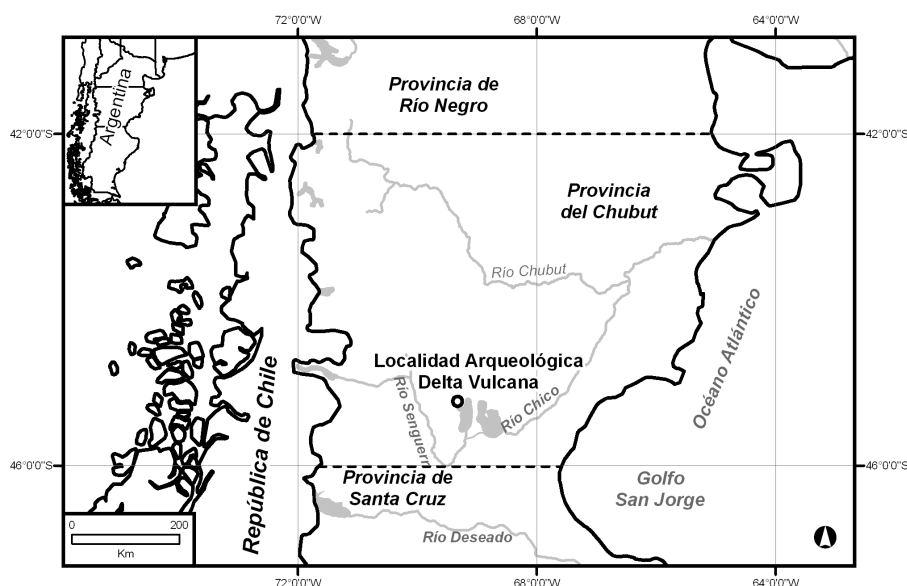 72°0'0"W
68°0'0"W
64°0'0"W
Argentina
Provincia de
Río Negro
42°0'0"S
42°0'0"S
Provincia
del Chubut
Río Chubut
Océano Atlántico
Localidad Arqueológica
Delta Vulcana
Río Senguerr
Río Chico
República de Chile
46°0'0"S
46°0'0"S
Provincia de
Santa Cruz
Golfo
San Jorge
0
200
Km
Río Deseado
72°0'0"W
68°0'0"W
64°0'0"W